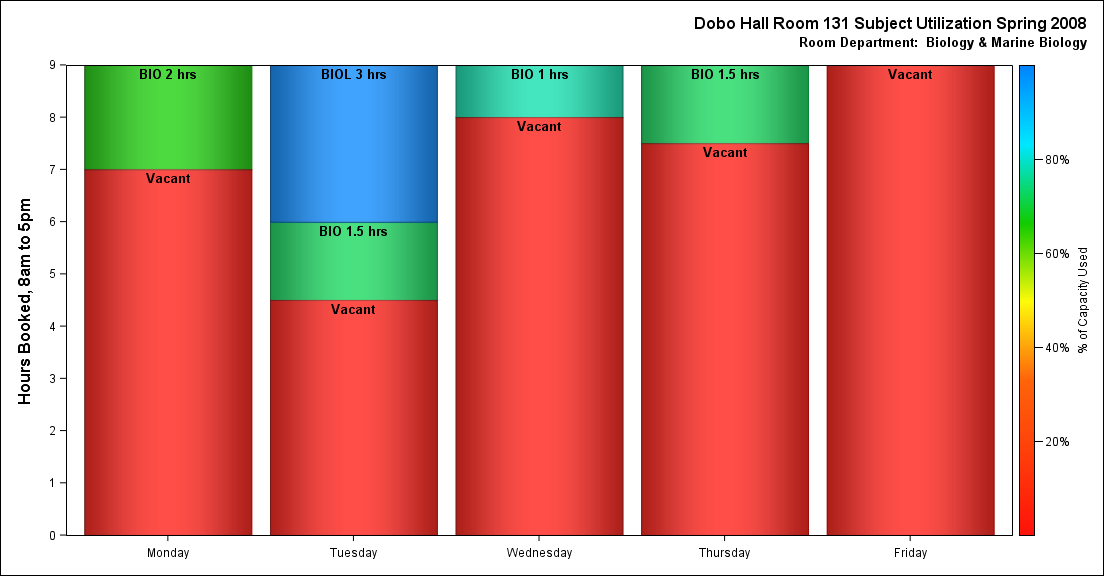 Dobo Hall Room 131 Subject Utilization Spring 2008
Room Department: Biology & Marine Biology
Hours Booked, 8am to 5pm
9
8
7
6
5
4
3
2
1
0
BIO 2 hrs
Vacant
BIOL 3 hrs
BIO 1.5 hrs
Vacant
BIO 1 hrs
Vacant
BIO 1.5 hrs
Vacant
Vacant
Monday
Tuesday
Wednesday
Thursday
Friday
80%
60%
40%
20%
% of Capacity Used